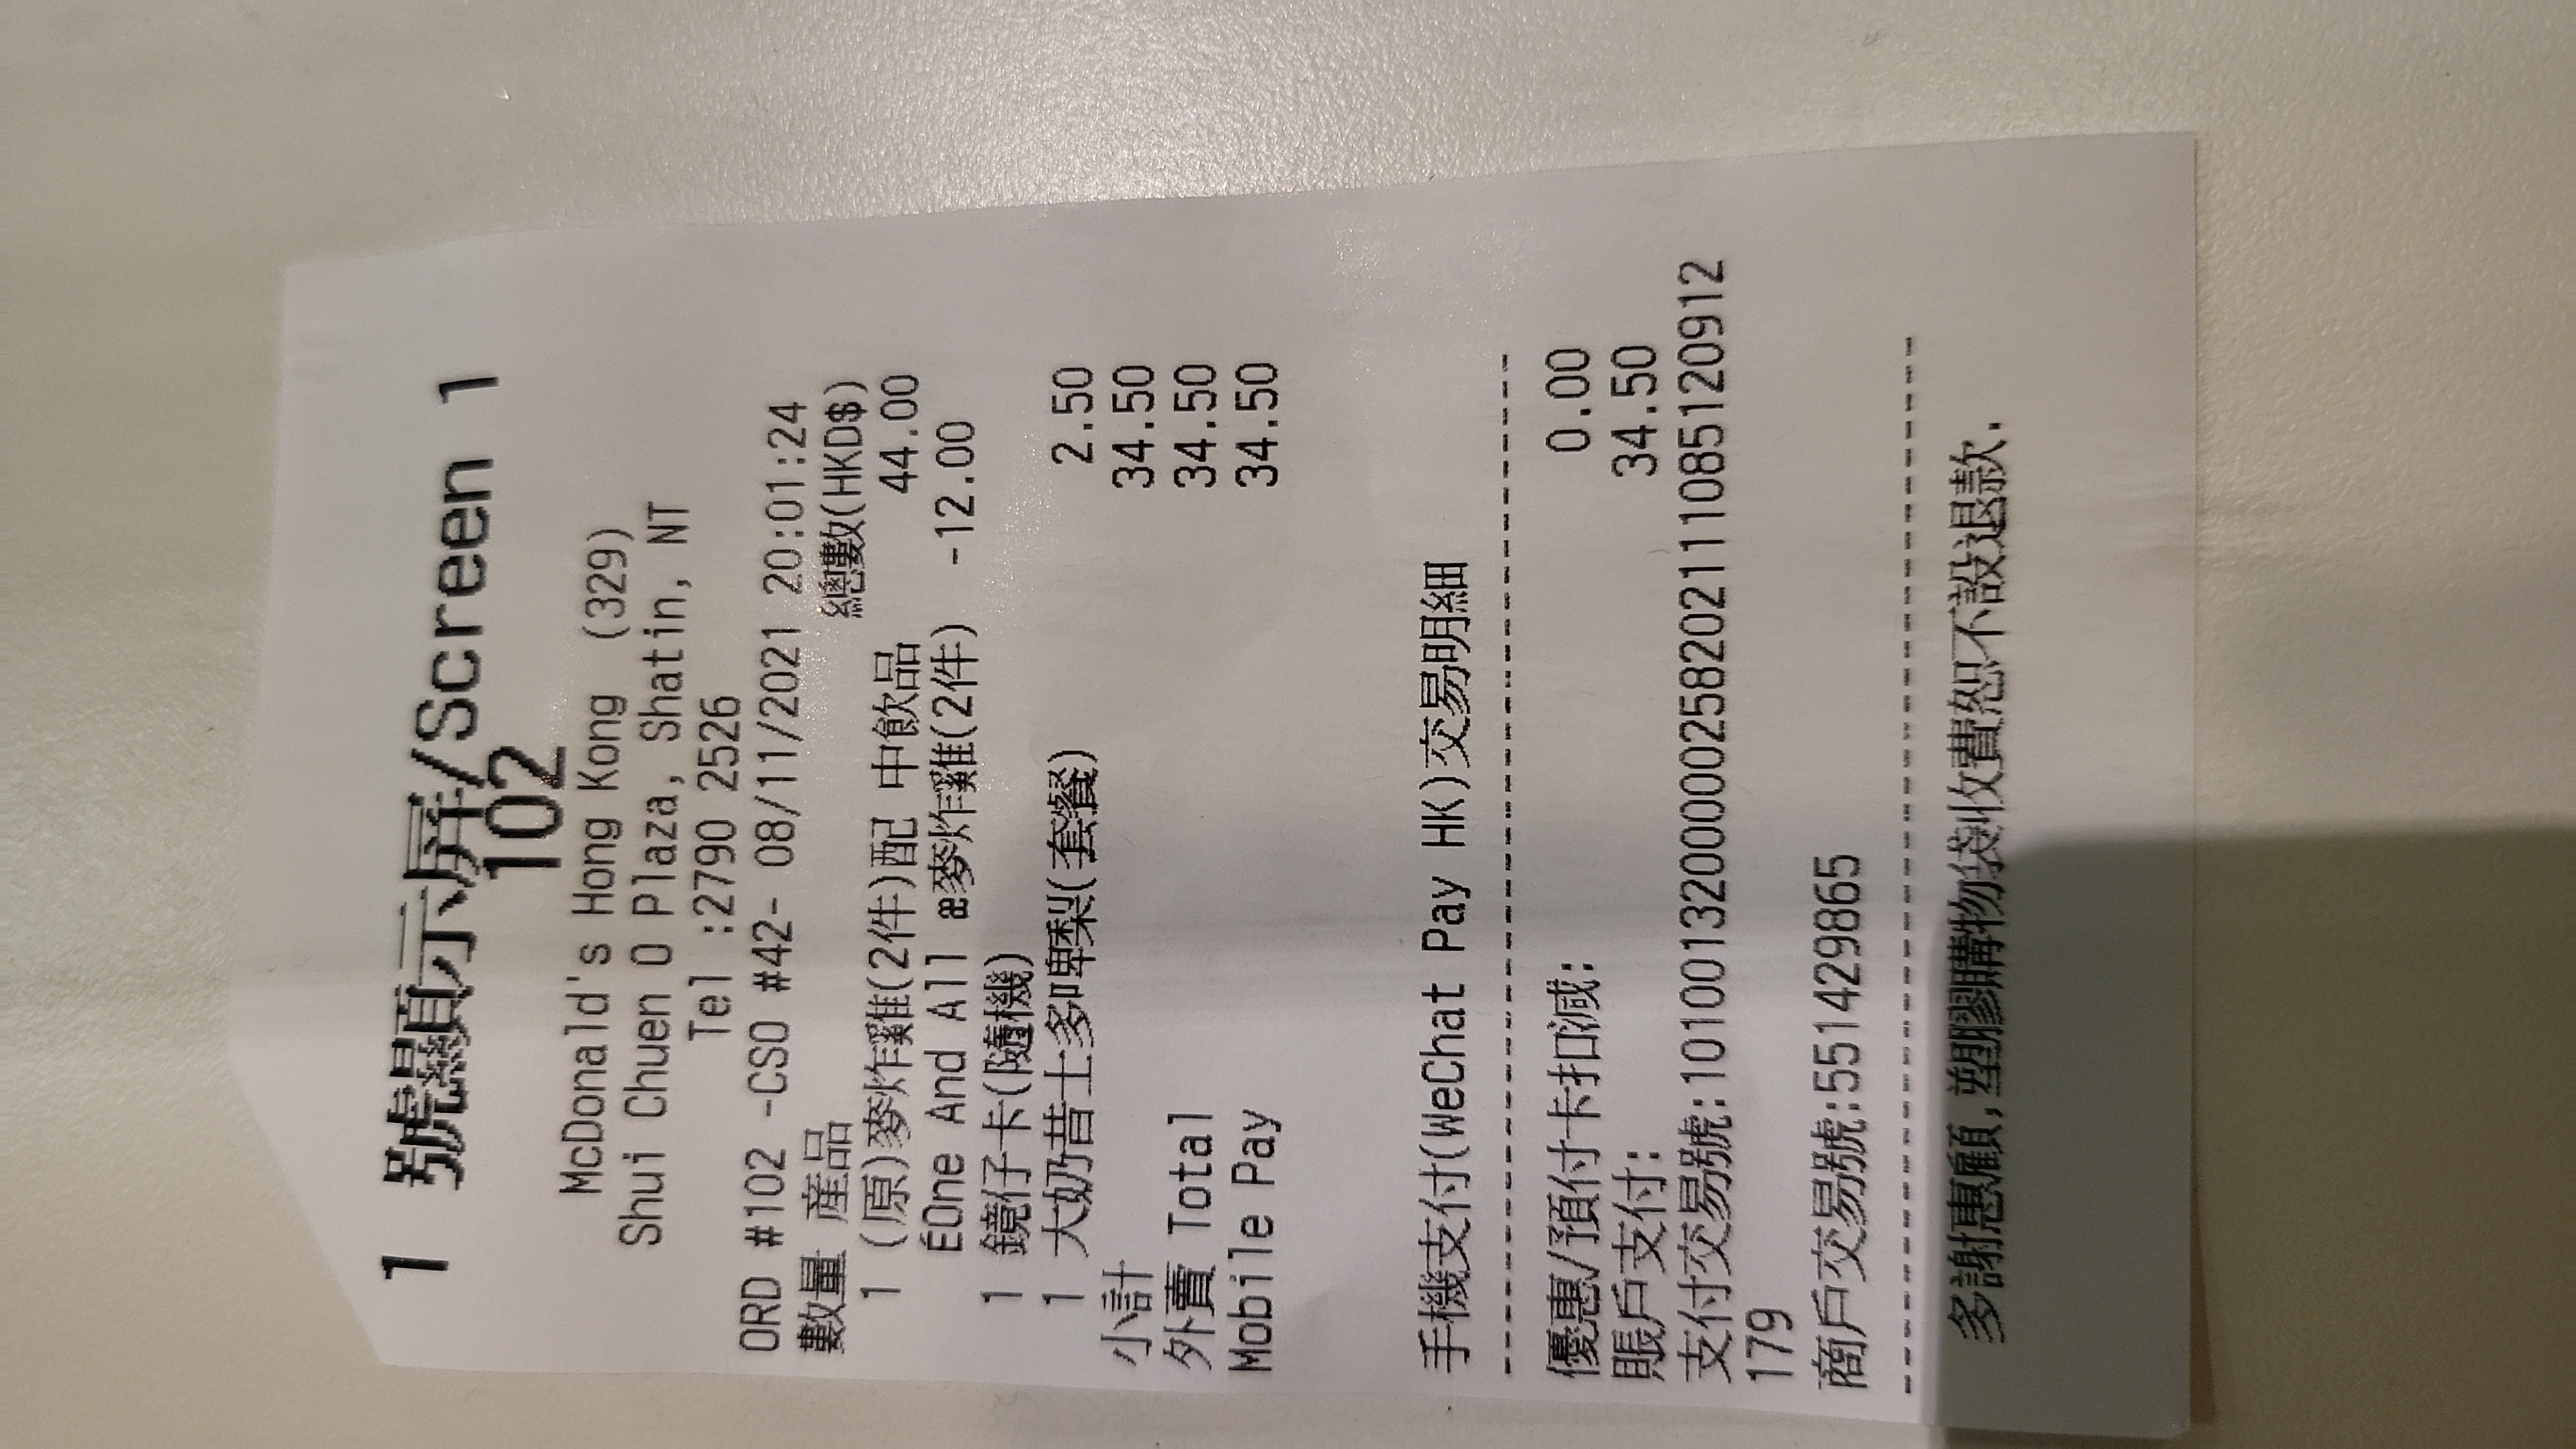 1 號顯示屏/Screen 1
102
McDonald's Hong Kong (329)
Shui Chuen O Plaza, Shatin, NT
Tel :2790 2526
ORD #102 -CSO #42- 08/11/2021 20:01:24
數量 產品 總數(HKD$)
1 (原)麥炸雞(2件)配 中飲品 44.00
ÉOne And All æ麥炸雞(2件) -12.00
1 鏡仔卡(隨機)
1 大奶昔士多啤梨(套餐) 2.50
小計 34.50
外賣 Total 34.50
Mobile Pay 34.50
手機支付(WeChat Pay HK)交易明細
--------------------------------
優惠/預付卡扣減: 0.00
賬戶支付: 34.50
支付交易號:1010013200000258202111085120912
179
商戶交易號:551429865
--------------------------------
多謝惠顧,塑膠購物袋收費恕不設退款.